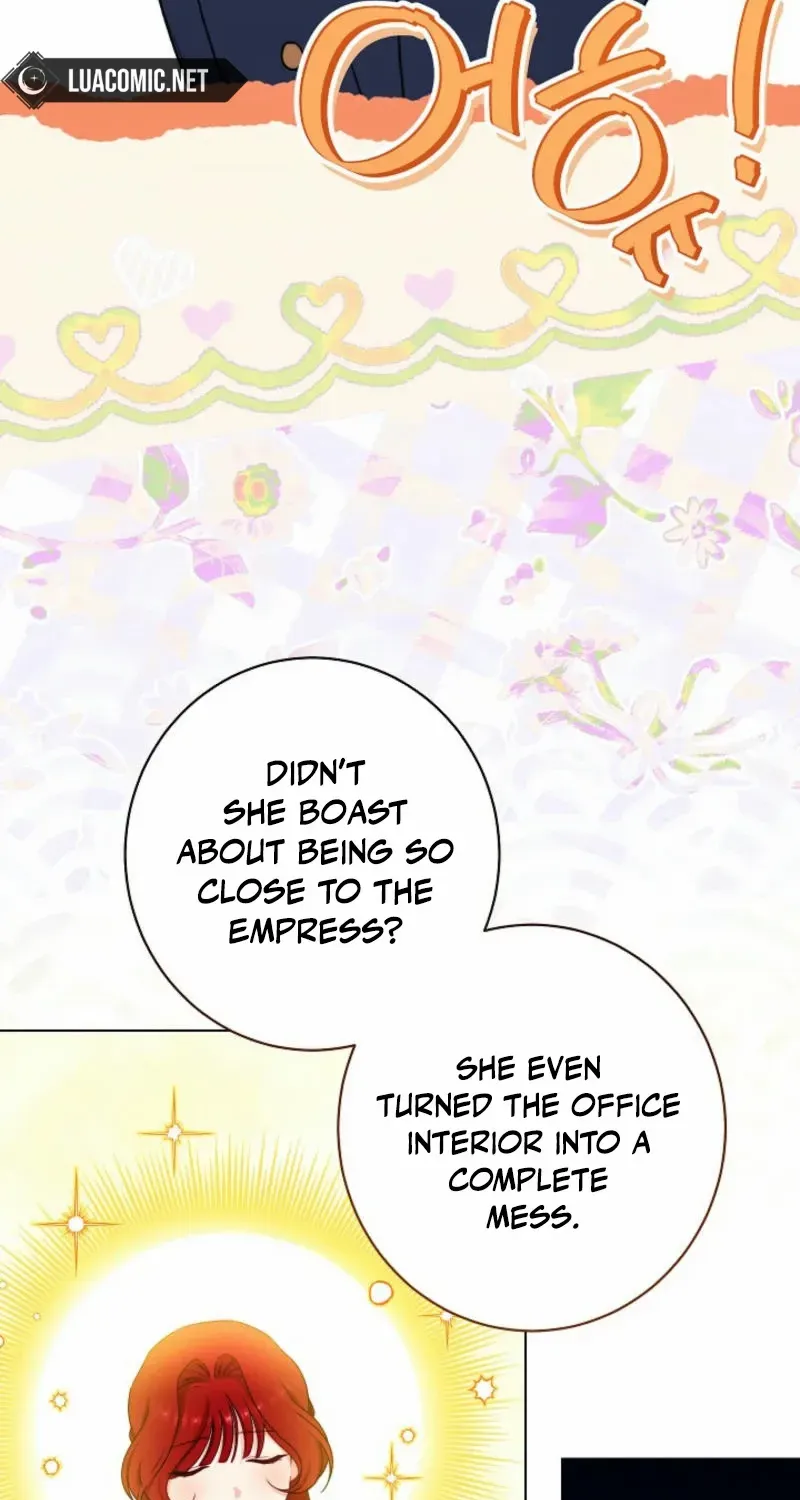 LUACOMIC.NET
어흥!
DIDN'T
SHE BOAST
ABOUT BEING SO
CLOSE TO THE
EMPRESS?
SHE EVEN
TURNED THE OFFICE
INTERIOR INTO A
COMPLETE
MESS.